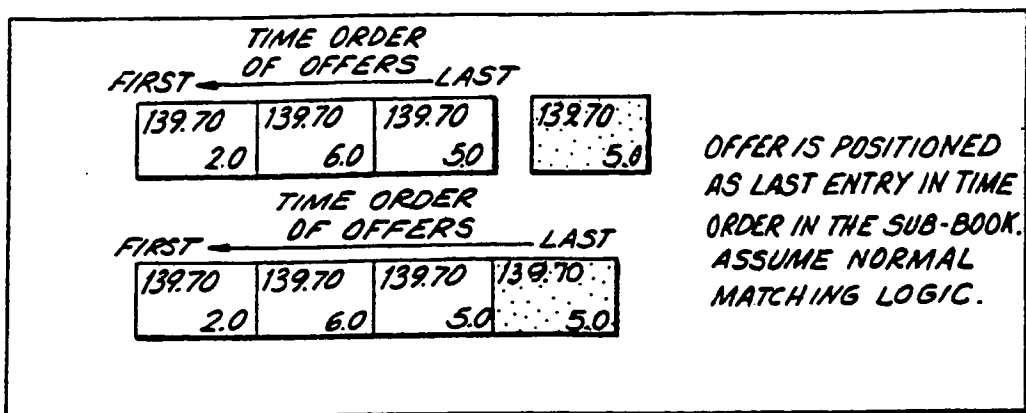 TIME ORDER
OF OFFERS
FIRST LAST
139.70 139.70 139.70 139.70
2.0 6.0 5.0 5.0
TIME ORDER
OF OFFERS
FIRST LAST
139.70 139.70 139.70 139.70
2.0 6.0 5.0 5.0
OFFER IS POSITIONED
AS LAST ENTRY IN TIME
ORDER IN THE SUB-BOOK.
ASSUME NORMAL
MATCHING LOGIC.